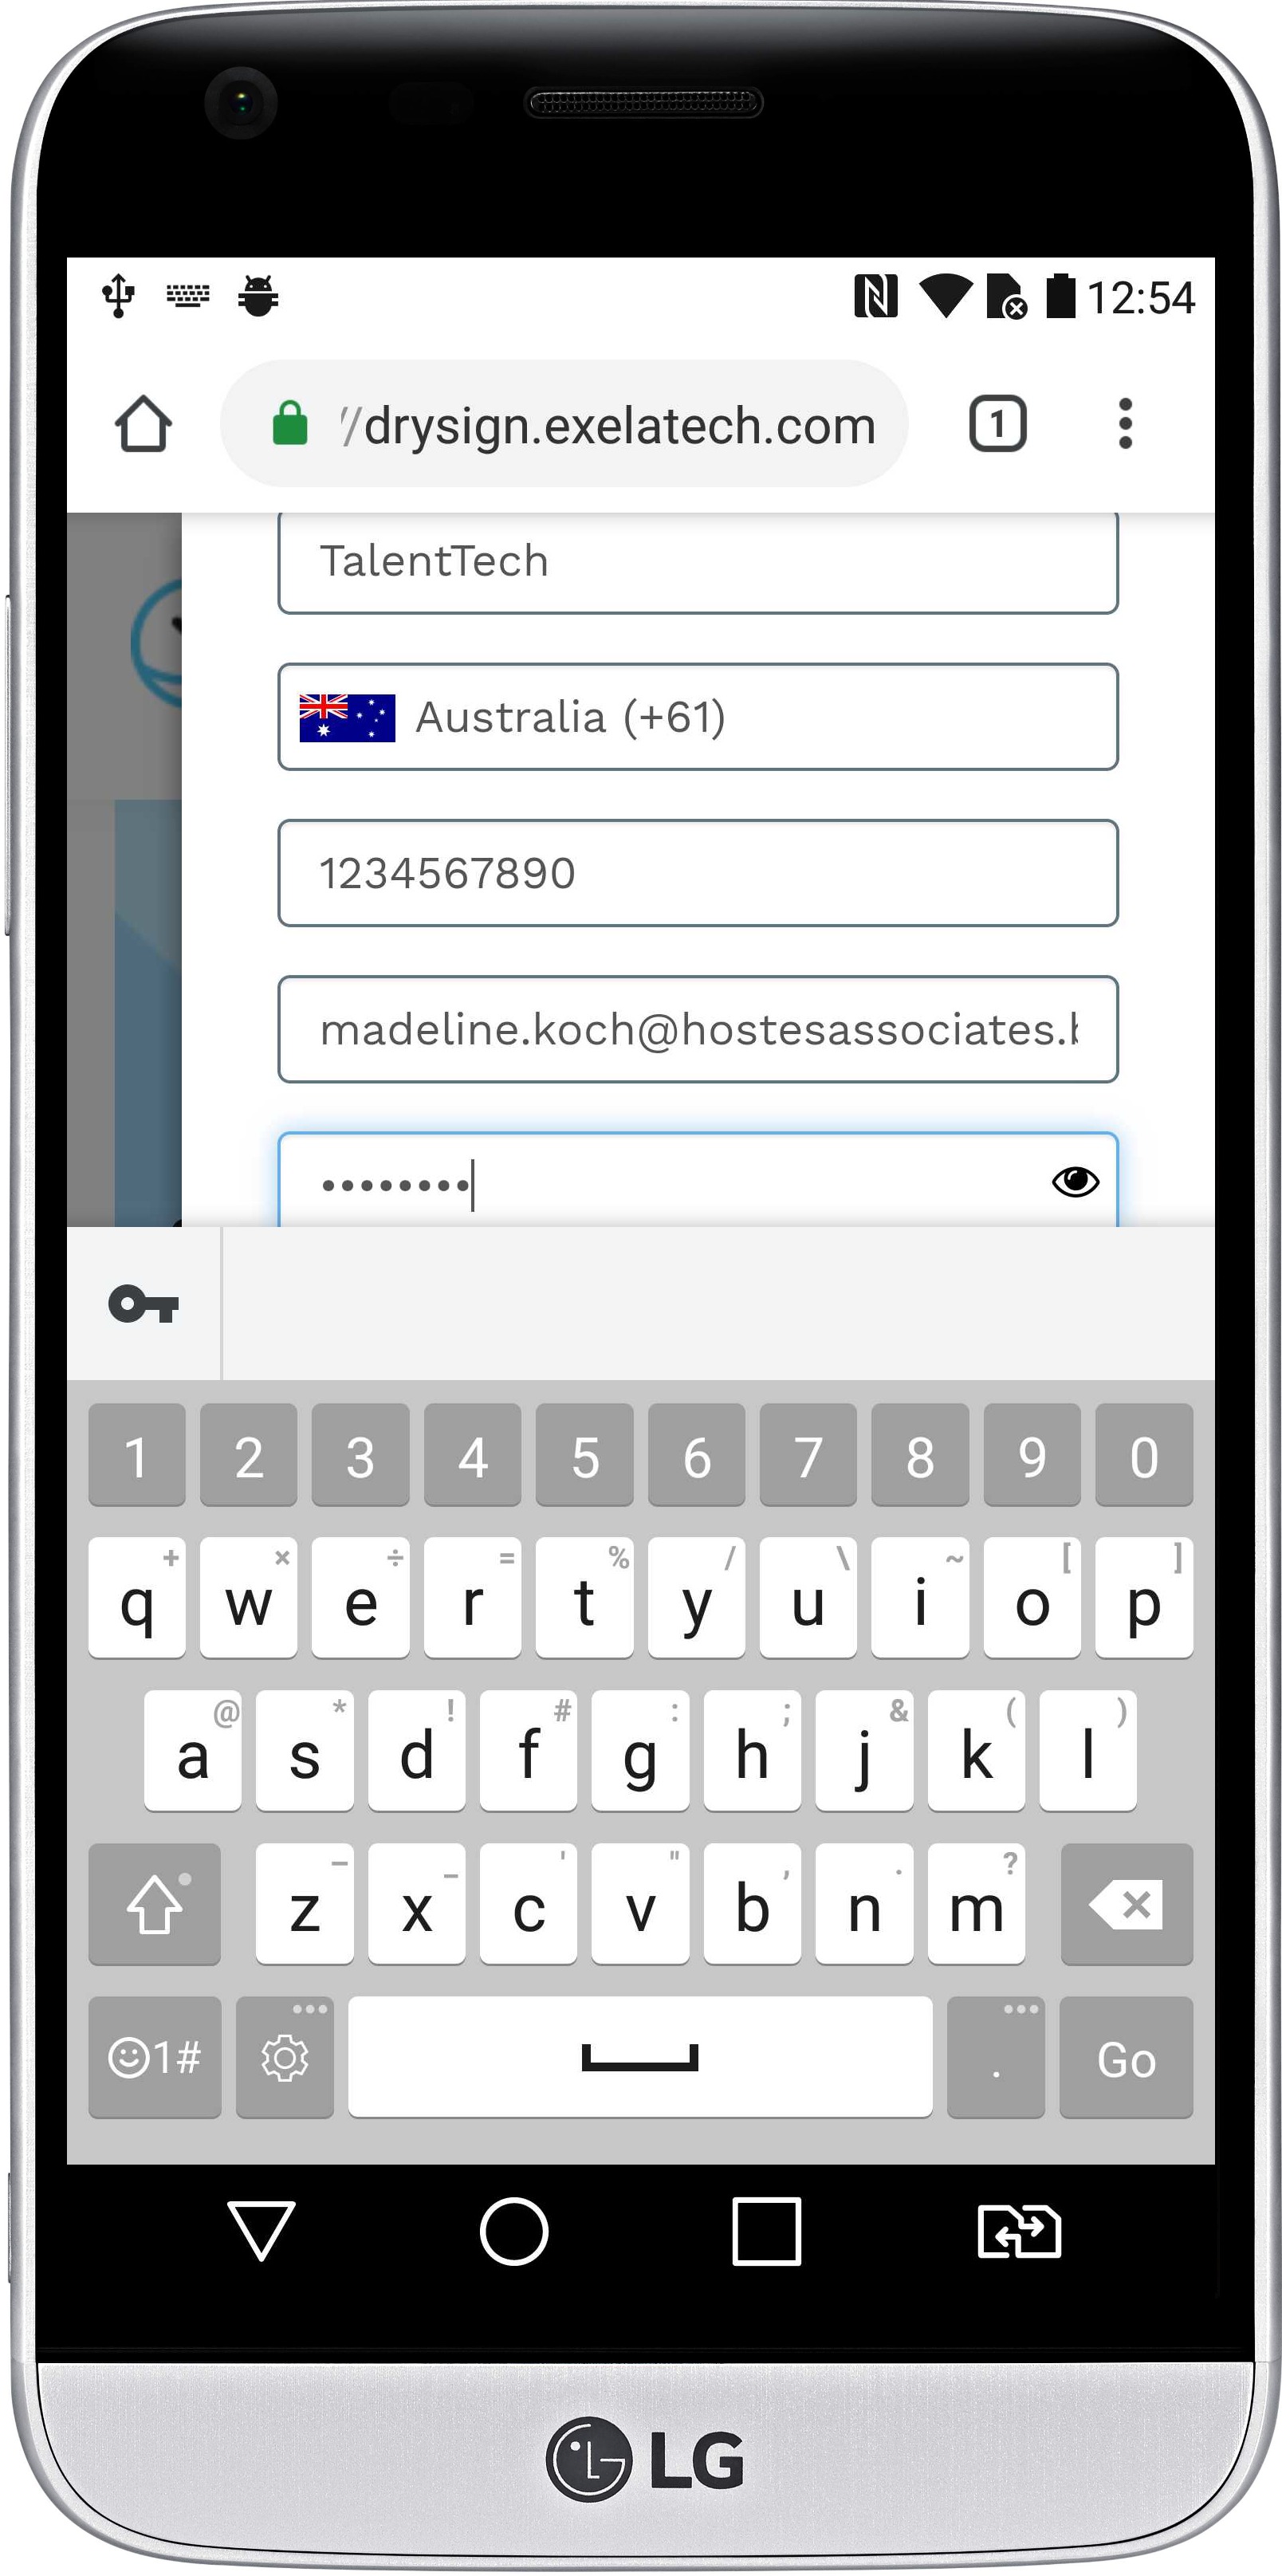 12:54
//drysign.exelatech.com
1
TalentTech
Australia (+61)
1234567890
madeline.koch@hostesassociates.b
••••••••
1 2 3 4 5 6 7 8 9 0
+ × ÷ = % / \ ~ [ ]
q w e r t y u i o p
@ * ! # : ; & ( )
a s d f g h j k l
– _ ' " , . ?
z x c v b n m
1# . Go
LG